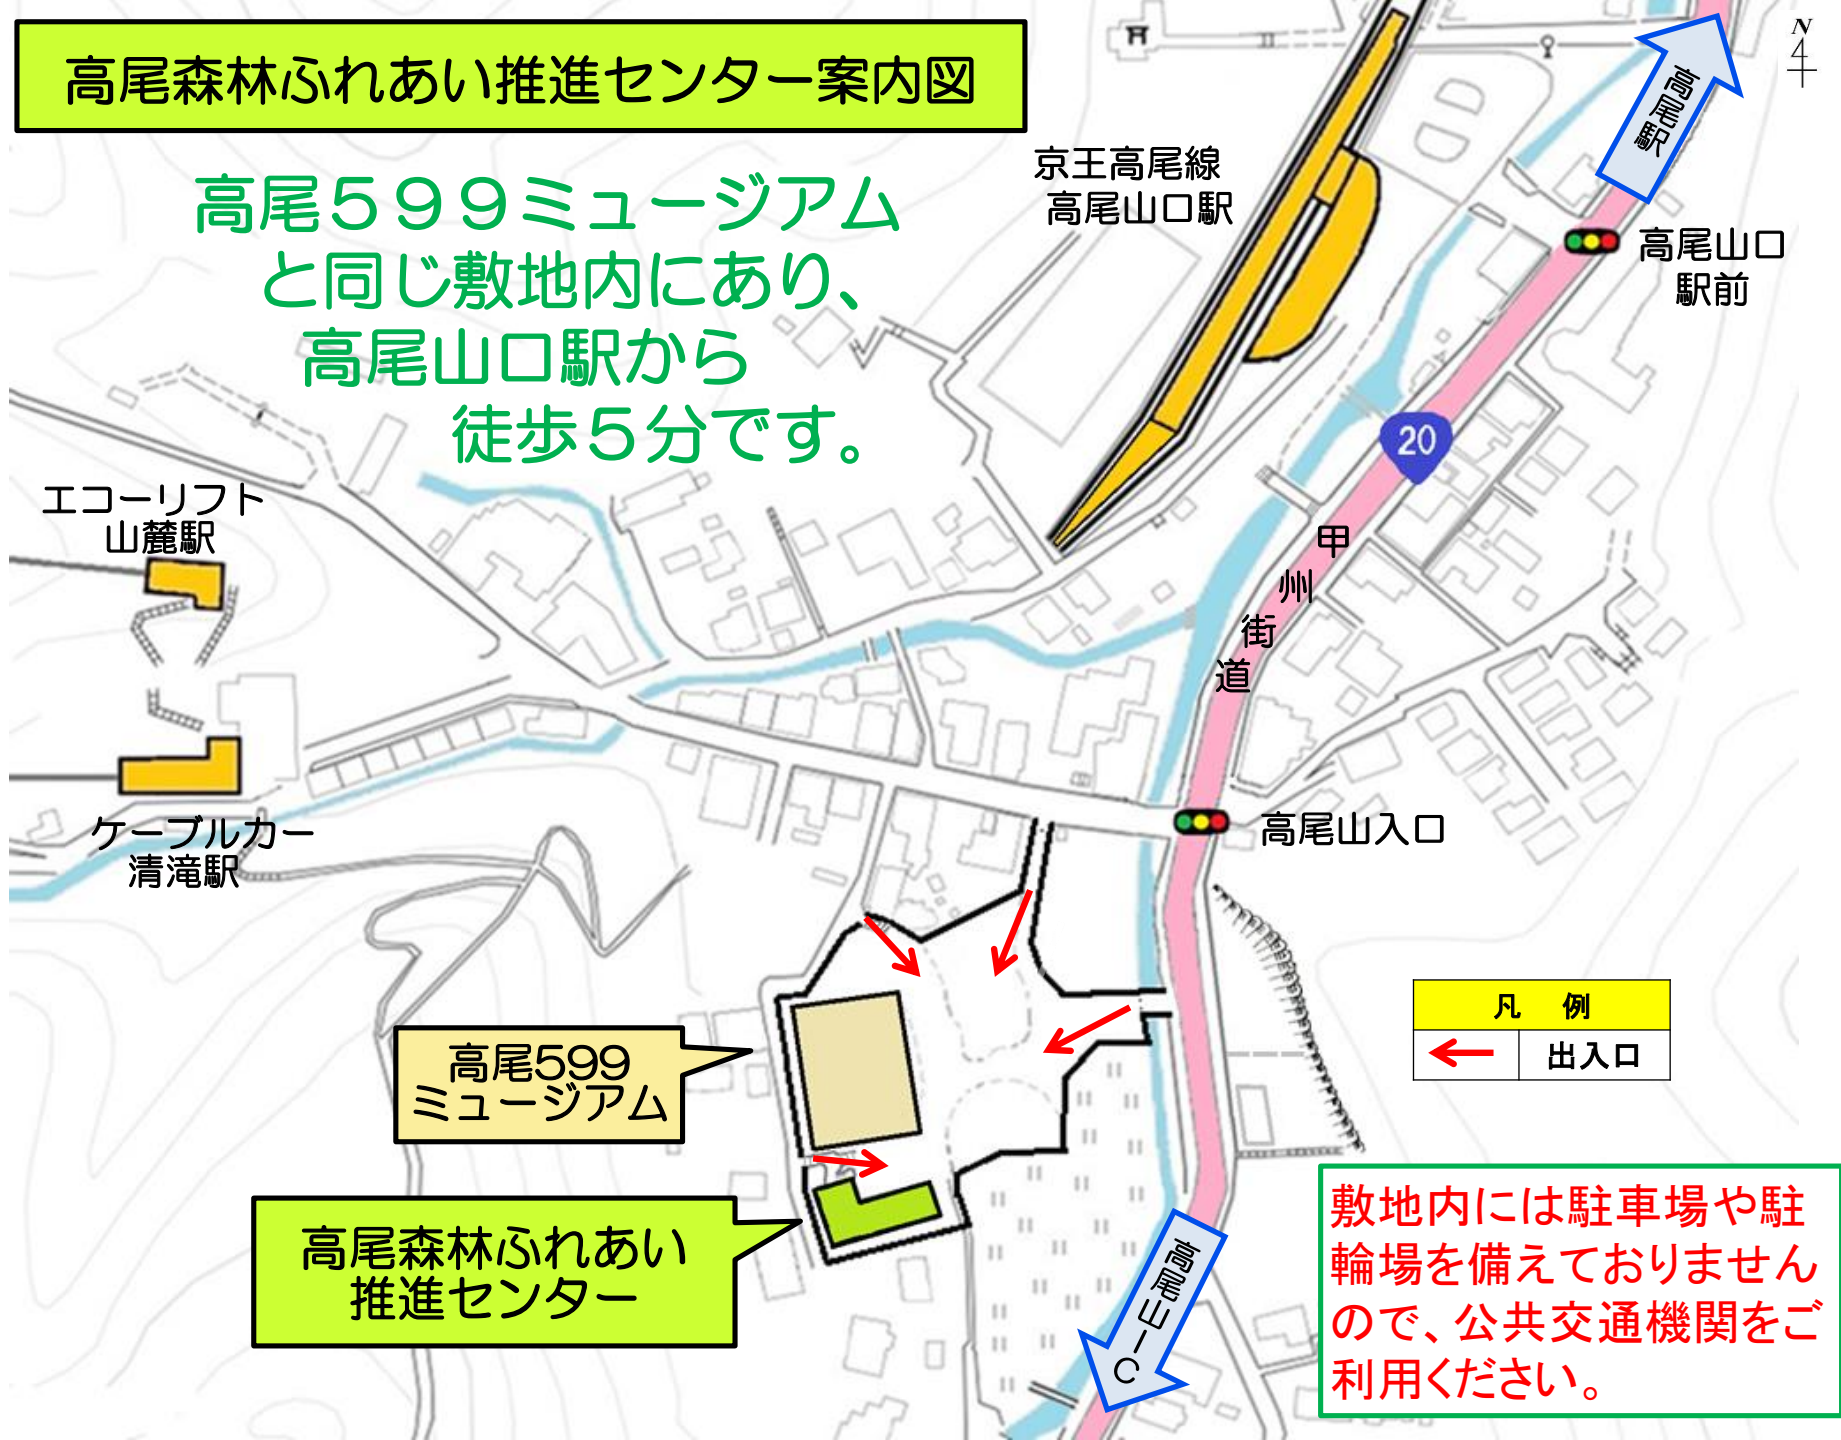 高尾森林ふれあい推進センター案内図
高尾５９９ミュージアム
と同じ敷地内にあり、
高尾山口駅から
徒歩５分です。
N
高尾駅
京王高尾線
高尾山口駅
高尾山口
駅前
20
甲州街道
エコーリフト
山麓駅
ケーブルカー
清滝駅
高尾山入口
凡 例
出入口
高尾599
ミュージアム
高尾森林ふれあい
推進センター
高尾山IC
敷地内には駐車場や駐
輪場を備えておりません
ので、公共交通機関をご
利用ください。